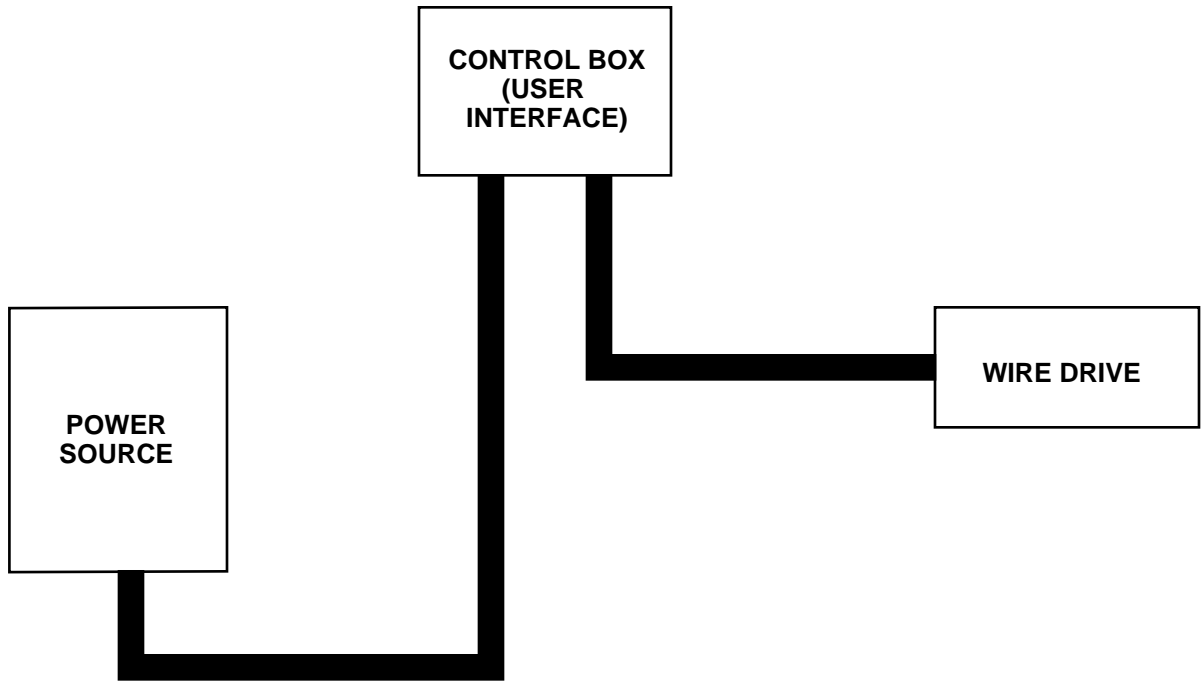 CONTROL BOX
(USER
INTERFACE)
WIRE DRIVE
POWER
SOURCE